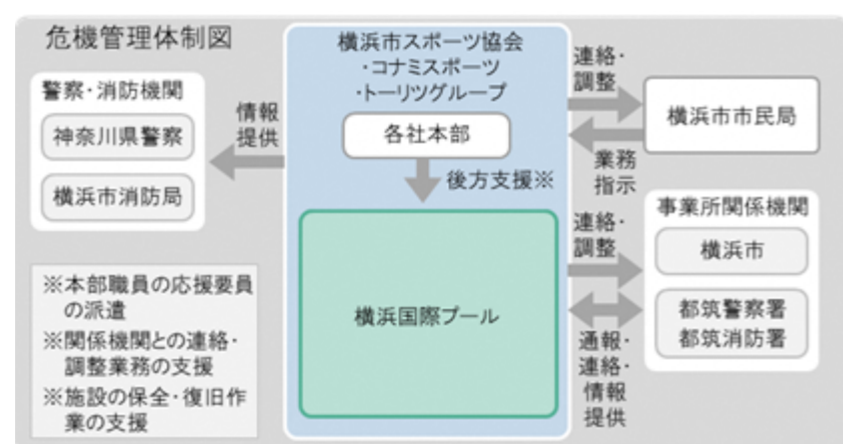 危機管理体制図
警察・消防機関
神奈川県警察
横浜市消防局
情報
提供
横浜市スポーツ協会
・コナミスポーツ
・トーリツグループ
各社本部
後方支援※
横浜国際プール
連絡・
調整
業務
指示
横浜市市民局
連絡・
調整
通報・
連絡・
情報
提供
事業所関係機関
横浜市
都筑警察署
都筑消防署
※本部職員の応援要員
の派遣
※関係機関との連絡・
調整業務の支援
※施設の保全・復旧作
業の支援